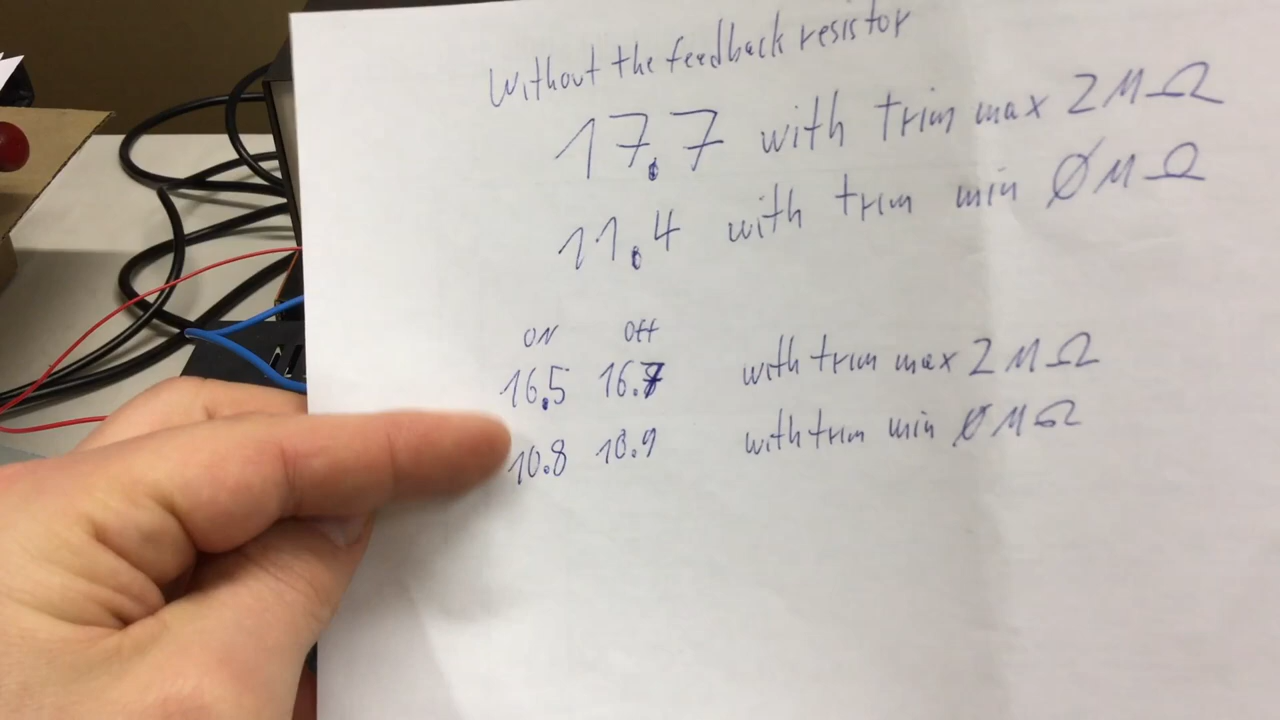 Without the feedback resistor
17.7 with trim max 2MΩ
11.4 with trim min ØMΩ
ON Off
16.5 16.7 with trim max 2MΩ
10.8 10.9 with trim min ØMΩ